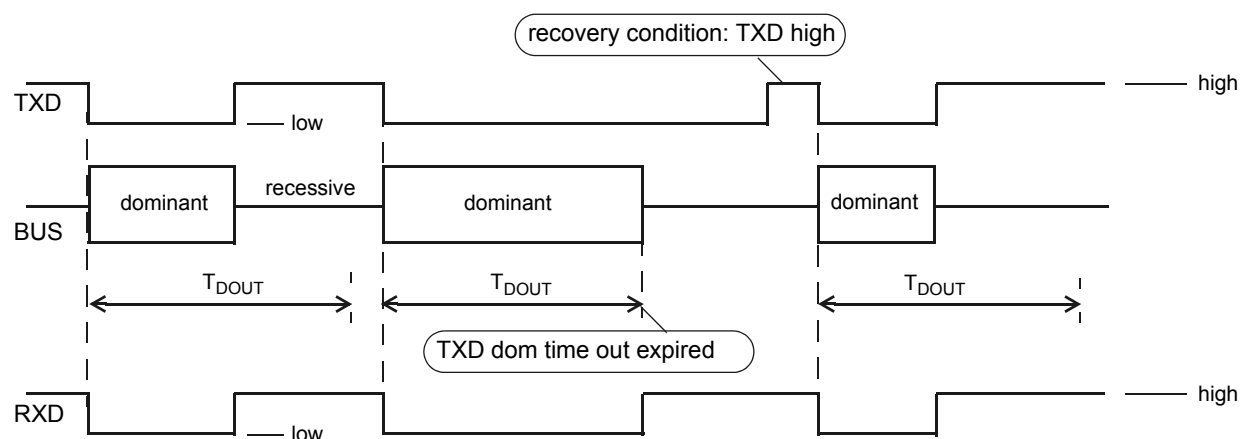 recovery condition: TXD high
TXD
high
low
dominant
recessive
dominant
dominant
BUS
TDOUT
TDOUT
TDOUT
TXD dom time out expired
RXD
high
low